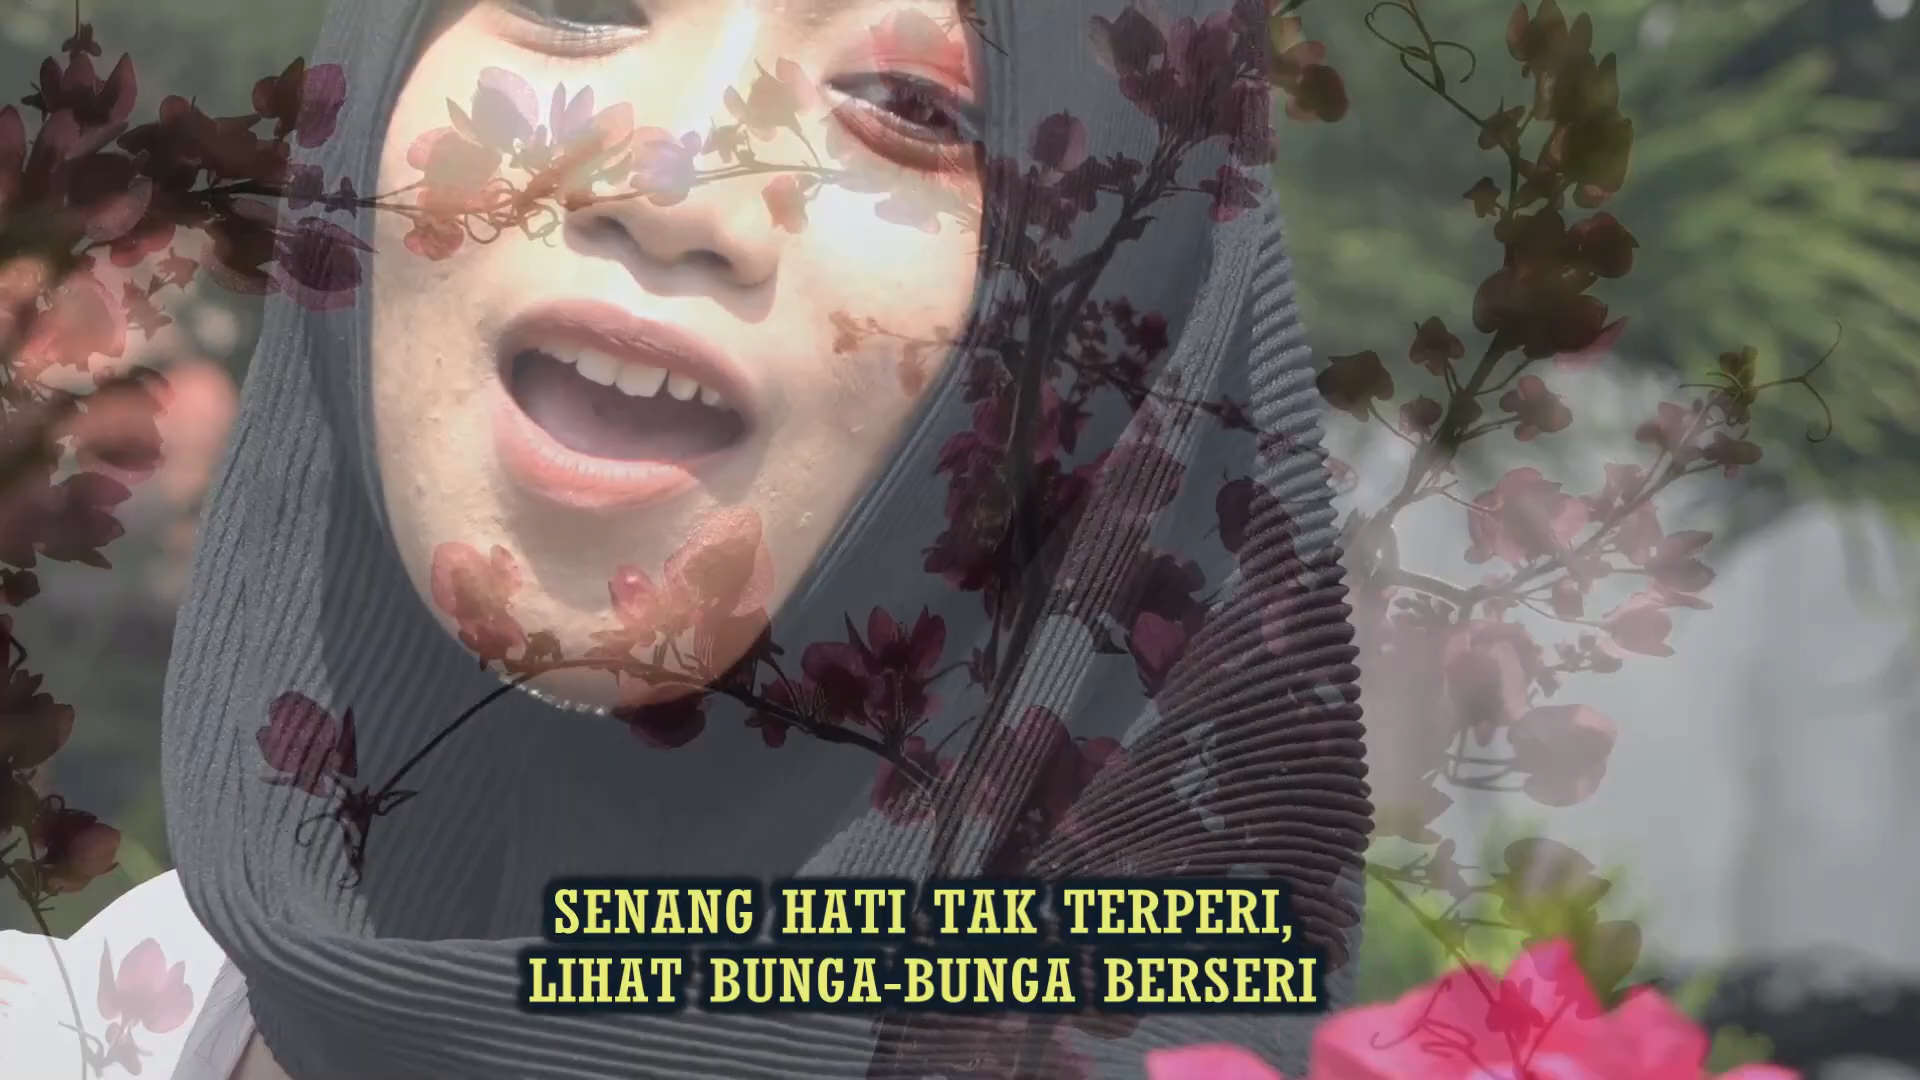 SENANG HATI TAK TERPERI,
LIHAT BUNGA-BUNGA BERSERI